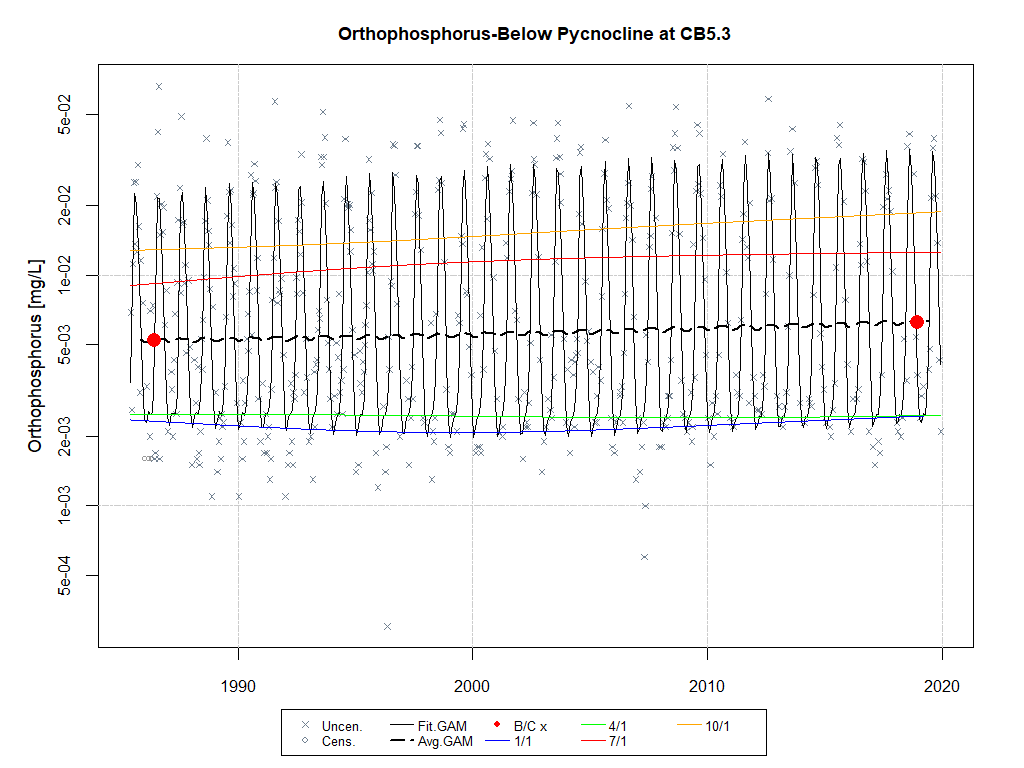 Orthophosphorus-Below Pycnocline at CB5.3
Orthophosphorus [mg/L]
5e-02
2e-02
1e-02
5e-03
2e-03
1e-03
5e-04
1990 2000 2010 2020
Uncen. Fit.GAM B/C x 4/1 10/1
Cens. Avg.GAM 1/1 7/1